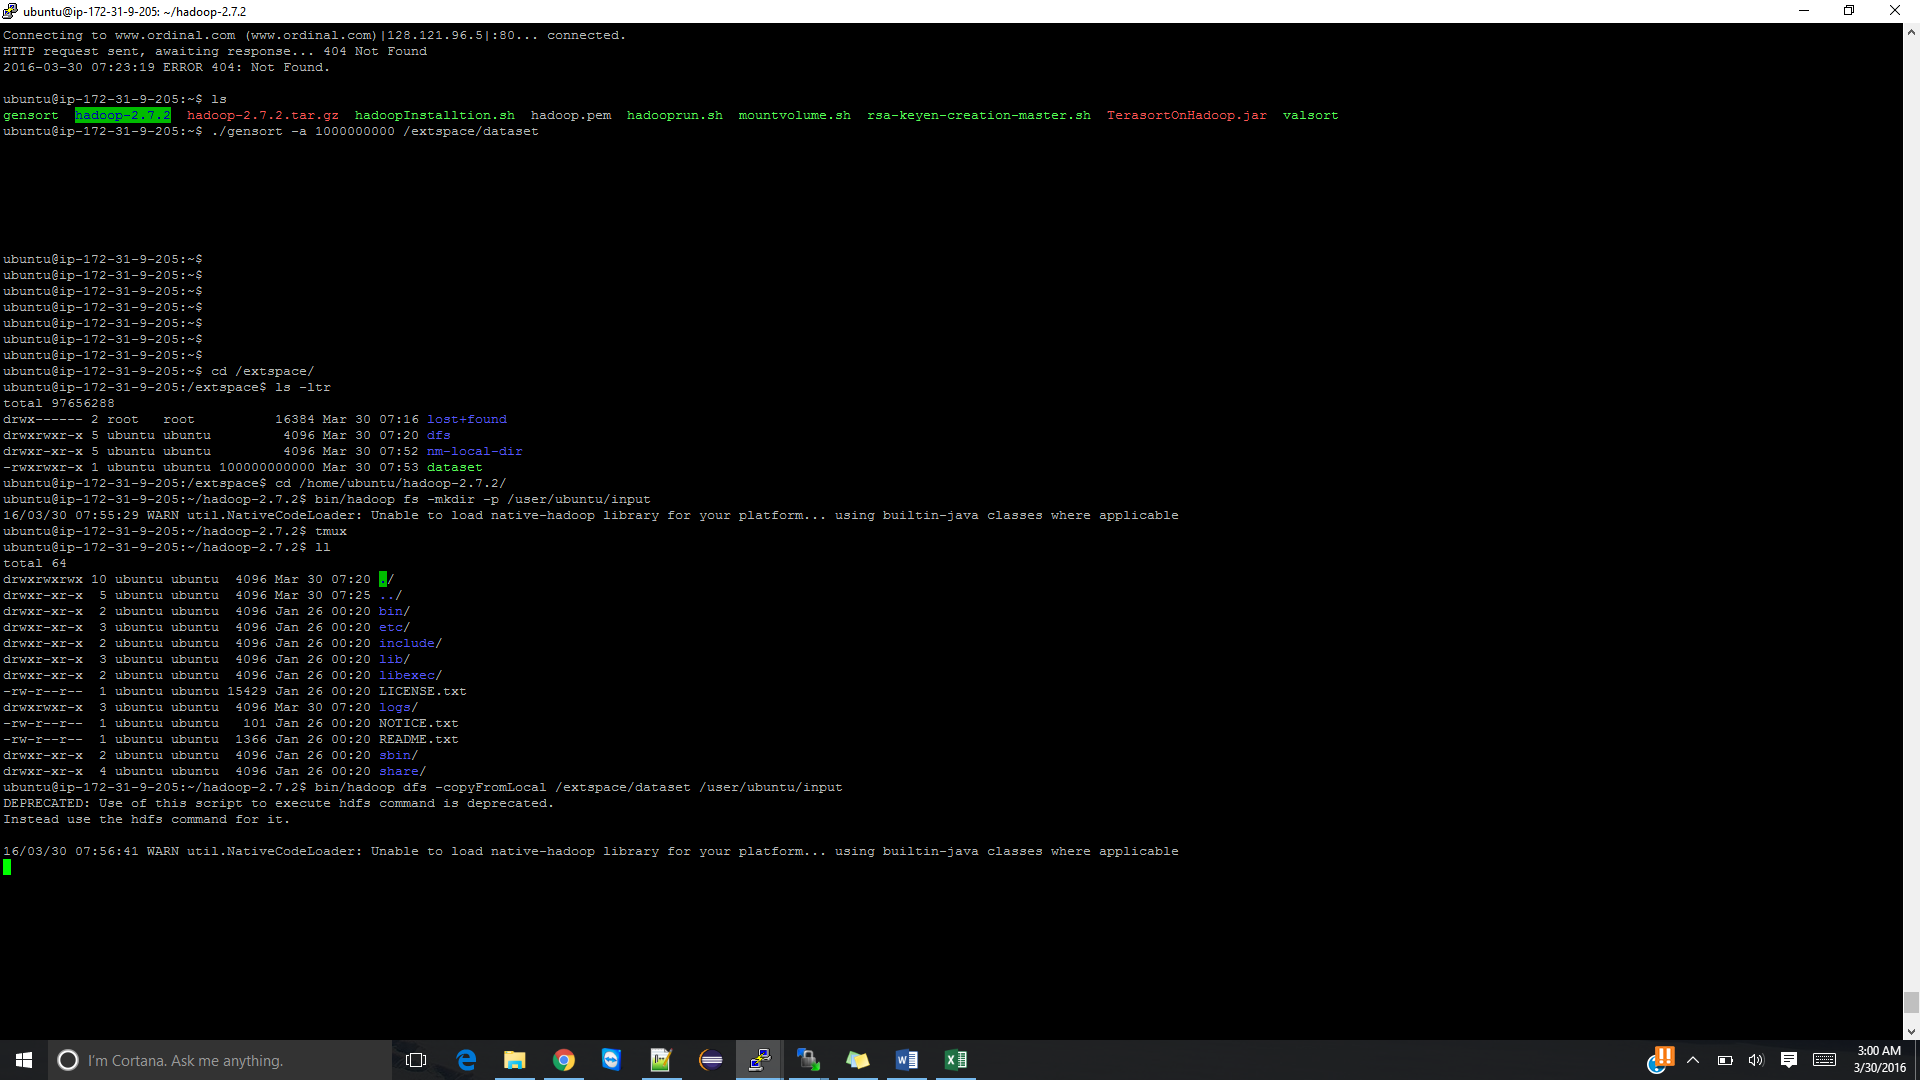 ubuntu@ip-172-31-9-205: ~/hadoop-2.7.2
Connecting to www.ordinal.com (www.ordinal.com)|128.121.96.5|:80... connected.
HTTP request sent, awaiting response... 404 Not Found
2016-03-30 07:23:19 ERROR 404: Not Found.
ubuntu@ip-172-31-9-205:~$ ls
gensort  hadoop-2.7.2  hadoop-2.7.2.tar.gz  hadoopInstalltion.sh  hadoop.pem  hadooprun.sh  mountvolume.sh  rsa-keyen-creation-master.sh  TerasortOnHadoop.jar  valsort
ubuntu@ip-172-31-9-205:~$ ./gensort -a 1000000000 /extspace/dataset
ubuntu@ip-172-31-9-205:~$
ubuntu@ip-172-31-9-205:~$
ubuntu@ip-172-31-9-205:~$
ubuntu@ip-172-31-9-205:~$
ubuntu@ip-172-31-9-205:~$
ubuntu@ip-172-31-9-205:~$
ubuntu@ip-172-31-9-205:~$
ubuntu@ip-172-31-9-205:~$ cd /extspace/
ubuntu@ip-172-31-9-205:/extspace$ ls -ltr
total 97656288
drwx------ 2 root   root          16384 Mar 30 07:16 lost+found
drwxrwxr-x 5 ubuntu ubuntu         4096 Mar 30 07:20 dfs
drwxr-xr-x 5 ubuntu ubuntu         4096 Mar 30 07:52 nm-local-dir
-rwxrwxr-x 1 ubuntu ubuntu 100000000000 Mar 30 07:53 dataset
ubuntu@ip-172-31-9-205:/extspace$ cd /home/ubuntu/hadoop-2.7.2/
ubuntu@ip-172-31-9-205:~/hadoop-2.7.2$ bin/hadoop fs -mkdir -p /user/ubuntu/input
16/03/30 07:55:29 WARN util.NativeCodeLoader: Unable to load native-hadoop library for your platform... using builtin-java classes where applicable
ubuntu@ip-172-31-9-205:~/hadoop-2.7.2$ tmux
ubuntu@ip-172-31-9-205:~/hadoop-2.7.2$ ll
total 64
drwxrwxrwx 10 ubuntu ubuntu  4096 Mar 30 07:20 ./
drwxr-xr-x  5 ubuntu ubuntu  4096 Mar 30 07:25 ../
drwxr-xr-x  2 ubuntu ubuntu  4096 Jan 26 00:20 bin/
drwxr-xr-x  3 ubuntu ubuntu  4096 Jan 26 00:20 etc/
drwxr-xr-x  2 ubuntu ubuntu  4096 Jan 26 00:20 include/
drwxr-xr-x  3 ubuntu ubuntu  4096 Jan 26 00:20 lib/
drwxr-xr-x  2 ubuntu ubuntu  4096 Jan 26 00:20 libexec/
-rw-r--r--  1 ubuntu ubuntu 15429 Jan 26 00:20 LICENSE.txt
drwxrwxr-x  3 ubuntu ubuntu  4096 Mar 30 07:20 logs/
-rw-r--r--  1 ubuntu ubuntu   101 Jan 26 00:20 NOTICE.txt
-rw-r--r--  1 ubuntu ubuntu  1366 Jan 26 00:20 README.txt
drwxr-xr-x  2 ubuntu ubuntu  4096 Jan 26 00:20 sbin/
drwxr-xr-x  4 ubuntu ubuntu  4096 Jan 26 00:20 share/
ubuntu@ip-172-31-9-205:~/hadoop-2.7.2$ bin/hadoop dfs -copyFromLocal /extspace/dataset /user/ubuntu/input
DEPRECATED: Use of this script to execute hdfs command is deprecated.
Instead use the hdfs command for it.
16/03/30 07:56:41 WARN util.NativeCodeLoader: Unable to load native-hadoop library for your platform... using builtin-java classes where applicable
I'm Cortana. Ask me anything.
3:00 AM
3/30/2016